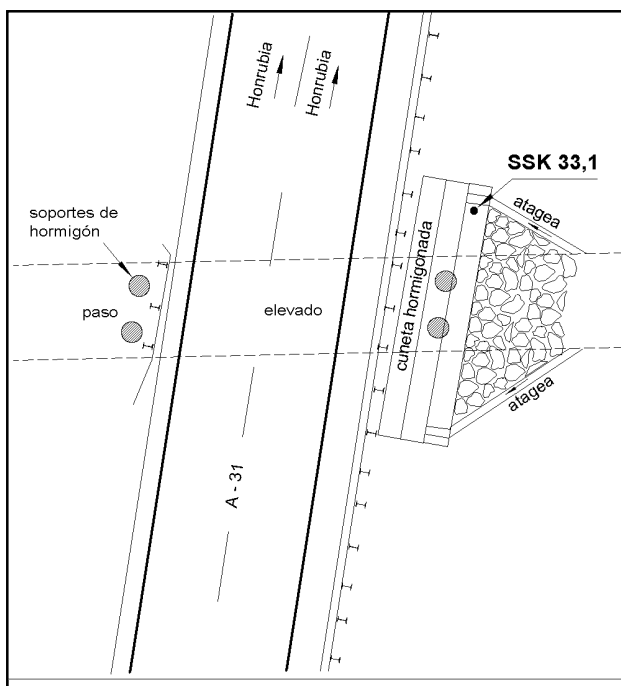 Honrubia
Honrubia
SSK 33,1
atagea
soportes de
hormigón
paso
elevado
cuneta hormigonada
atagea
A - 31